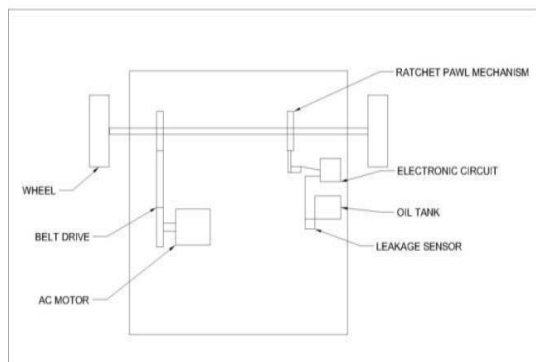 RATCHET PAWL MECHANISM
ELECTRONIC CIRCUIT
WHEEL
OIL TANK
BELT DRIVE
LEAKAGE SENSOR
AC MOTOR